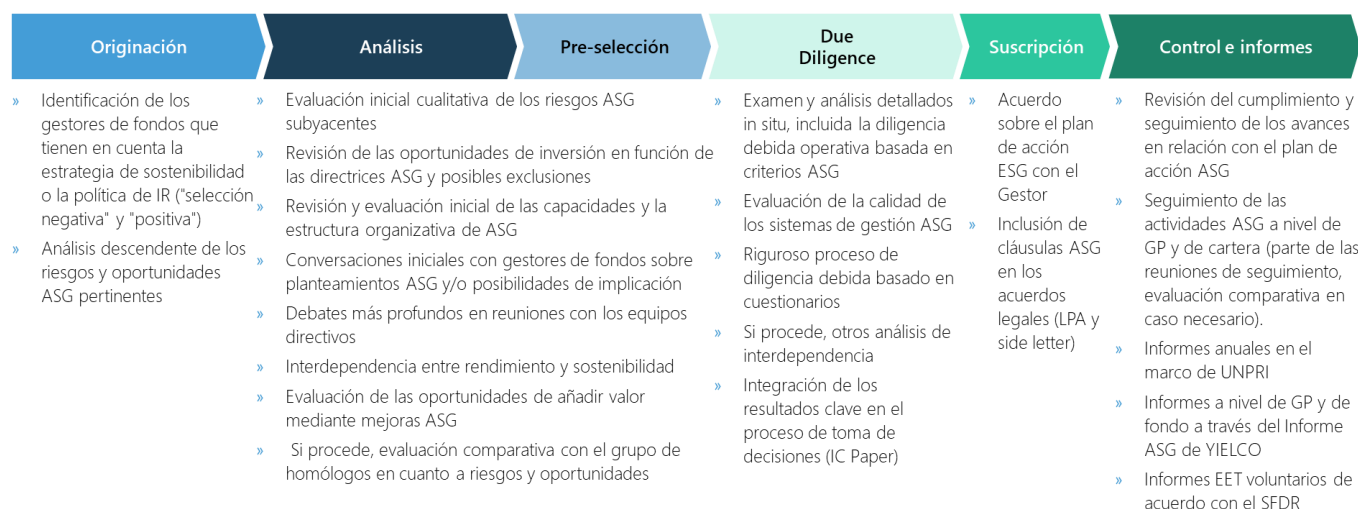 Originación
Análisis
Pre-selección
Due
Diligence
Suscripción
Control e informes
» Identificación de los
gestores de fondos que
tienen en cuenta la
estrategia de sostenibilidad
o la política de IR ("selección
negativa" y "positiva")
» Análisis descendente de los
riesgos y oportunidades
ASG pertinentes
» Evaluación inicial cualitativa de los riesgos ASG
subyacentes
» Revisión de las oportunidades de inversión en función de
las directrices ASG y posibles exclusiones
» Revisión y evaluación inicial de las capacidades y la
estructura organizativa de ASG
» Conversaciones iniciales con gestores de fondos sobre
planteamientos ASG y/o posibilidades de implicación
» Debates más profundos en reuniones con los equipos
directivos
» Interdependencia entre rendimiento y sostenibilidad
» Evaluación de las oportunidades de añadir valor
mediante mejoras ASG
» Si procede, evaluación comparativa con el grupo de
homólogos en cuanto a riesgos y oportunidades
» Examen y análisis detallados
in situ, incluida la diligencia
debida operativa basada en
criterios ASG
» Evaluación de la calidad de
los sistemas de gestión ASG
» Riguroso proceso de
diligencia debida basado en
cuestionarios
» Si procede, otros análisis de
interdependencia
» Integración de los
resultados clave en el
proceso de toma de
decisiones (IC Paper)
» Acuerdo
sobre el plan
de acción
ESG con el
Gestor
» Inclusión de
cláusulas ASG
en los
acuerdos
legales (LPA y
side letter)
» Revisión del cumplimiento y
seguimiento de los avances
en relación con el plan de
acción ASG
» Seguimiento de las
actividades ASG a nivel de
GP y de cartera (parte de las
reuniones de seguimiento,
evaluación comparativa en
caso necesario).
» Informes anuales en el
marco de UNPRI
» Informes a nivel de GP y de
fondo a través del Informe
ASG de YIELCO
» Informes EET voluntarios de
acuerdo con el SFDR